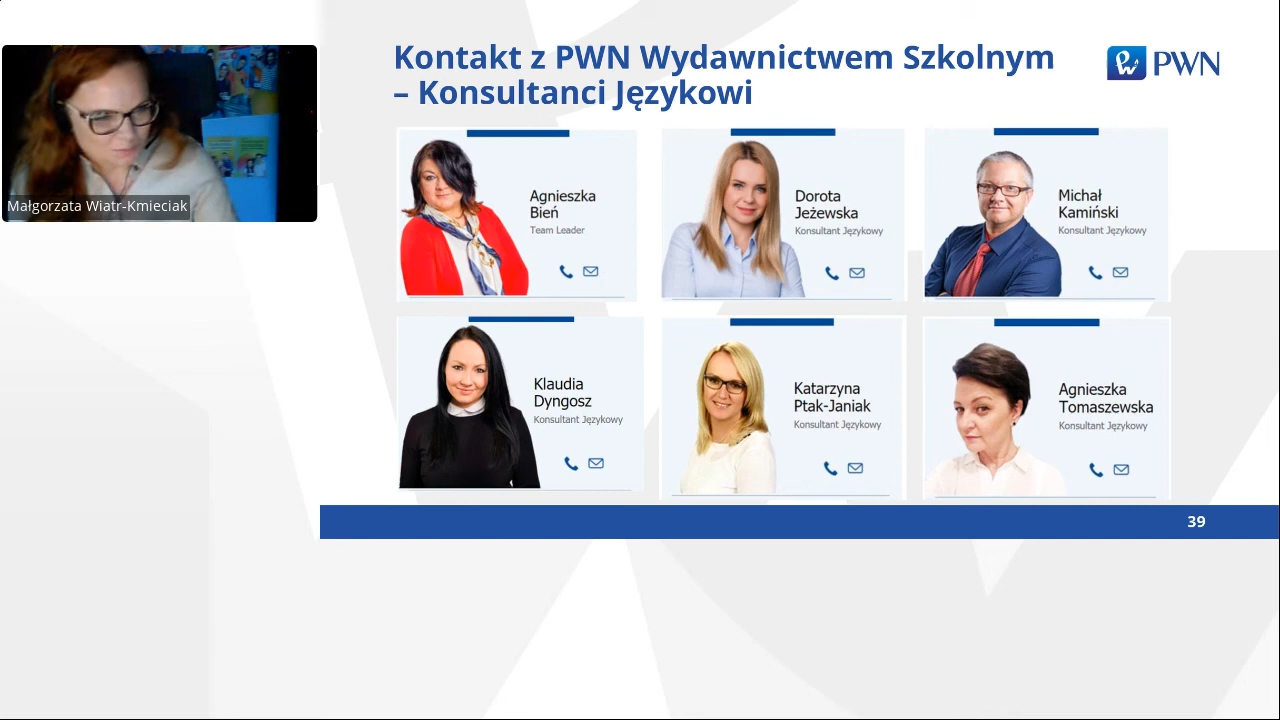 Kontakt z PWN Wydawnictwem Szkolnym
– Konsultanci Językowi
PWN
Małgorzata Wiatr-Kmieciak
Agnieszka
Bień
Team Leader
Dorota
Jeżewska
Konsultant Językowy
Michał
Kamiński
Konsultant Językowy
Klaudia
Dyngosz
Konsultant Językowy
Katarzyna
Ptak-Janiak
Konsultant Językowy
Agnieszka
Tomaszewska
Konsultant Językowy
39